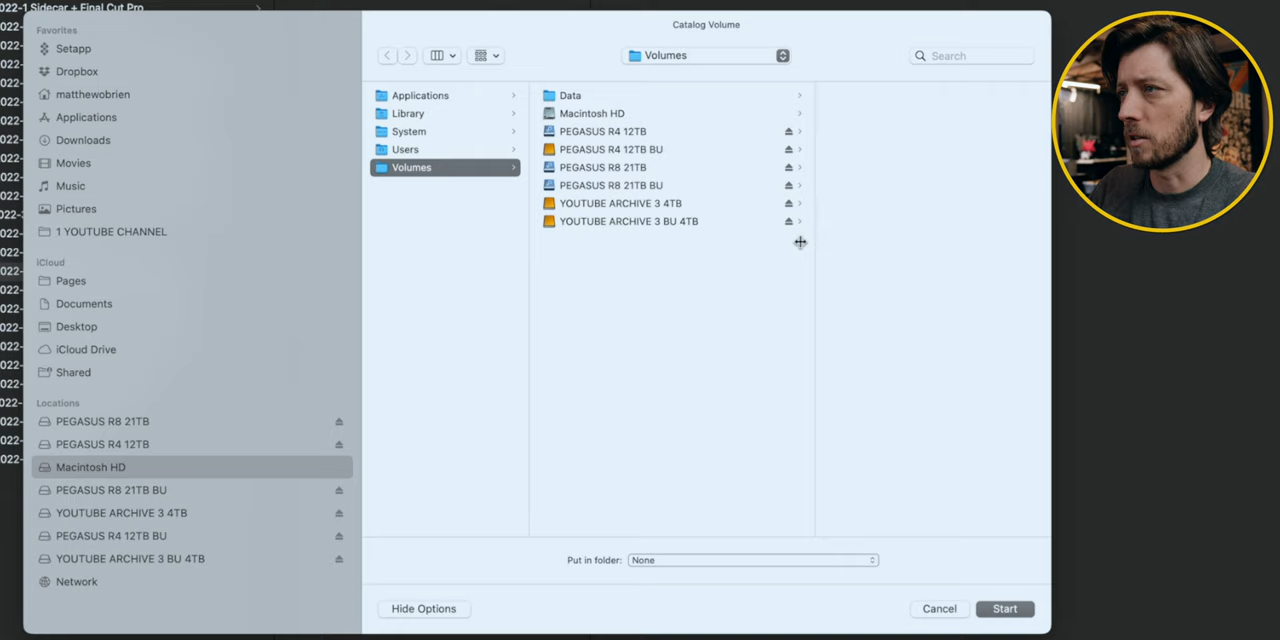 022-1 Sidecar + Final Cut Pro
Catalog Volume
Favorites
Setapp
Dropbox
matthewobrien
Applications
Downloads
Movies
Music
Pictures
1 YOUTUBE CHANNEL
iCloud
Pages
Documents
Desktop
iCloud Drive
Shared
Locations
PEGASUS R8 21TB
PEGASUS R4 12TB
Macintosh HD
PEGASUS R8 21TB BU
YOUTUBE ARCHIVE 3 4TB
PEGASUS R4 12TB BU
YOUTUBE ARCHIVE 3 BU 4TB
Network
Volumes
Search
Applications
Library
System
Users
Volumes
Data
Macintosh HD
PEGASUS R4 12TB
PEGASUS R4 12TB BU
PEGASUS R8 21TB
PEGASUS R8 21TB BU
YOUTUBE ARCHIVE 3 4TB
YOUTUBE ARCHIVE 3 BU 4TB
Put in folder: None
Hide Options
Cancel
Start